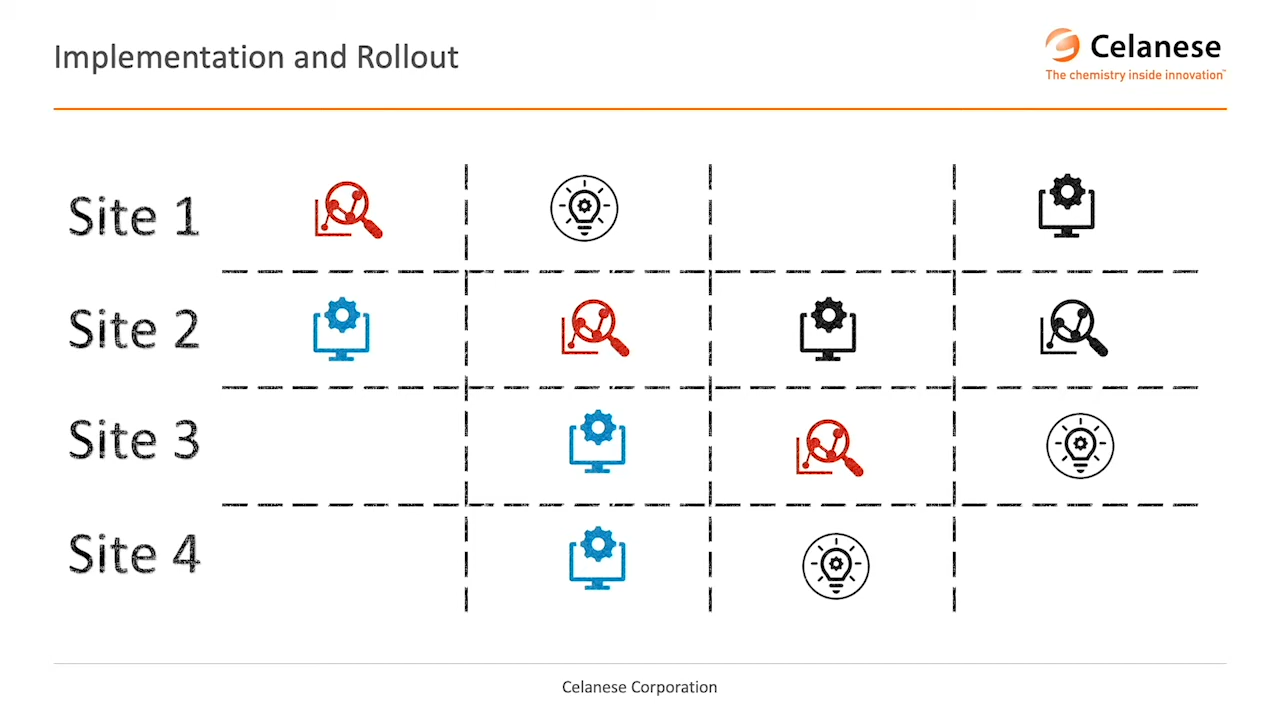 Implementation and Rollout
Celanese
The chemistry inside innovation™
Site 1
Site 2
Site 3
Site 4
Celanese Corporation